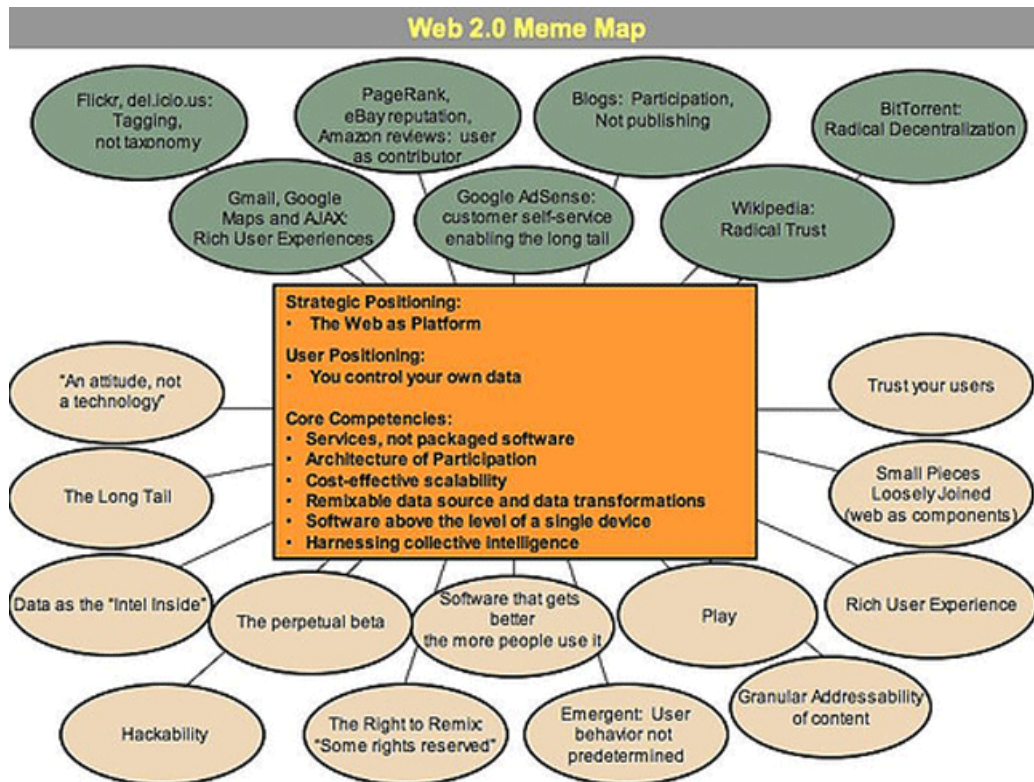 Web 2.0 Meme Map
Flickr, del.icio.us:
Tagging,
not taxonomy
PageRank,
eBay reputation,
Amazon reviews: user
as contributor
Blogs: Participation,
Not publishing
BitTorrent:
Radical Decentralization
Gmail, Google
Maps and AJAX:
Rich User Experiences
Google AdSense:
customer self-service
enabling the long tail
Wikipedia:
Radical Trust
Strategic Positioning:
• The Web as Platform
User Positioning:
• You control your own data
Core Competencies:
• Services, not packaged software
• Architecture of Participation
• Cost-effective scalability
• Remixable data source and data transformations
• Software above the level of a single device
• Harnessing collective intelligence
"An attitude, not
a technology"
Trust your users
The Long Tail
Small Pieces
Loosely Joined
(web as components)
Data as the "Intel Inside"
The perpetual beta
Software that gets
better
the more people use it
Play
Rich User Experience
Hackability
The Right to Remix:
"Some rights reserved"
Emergent: User
behavior not
predetermined
Granular Addressability
of content